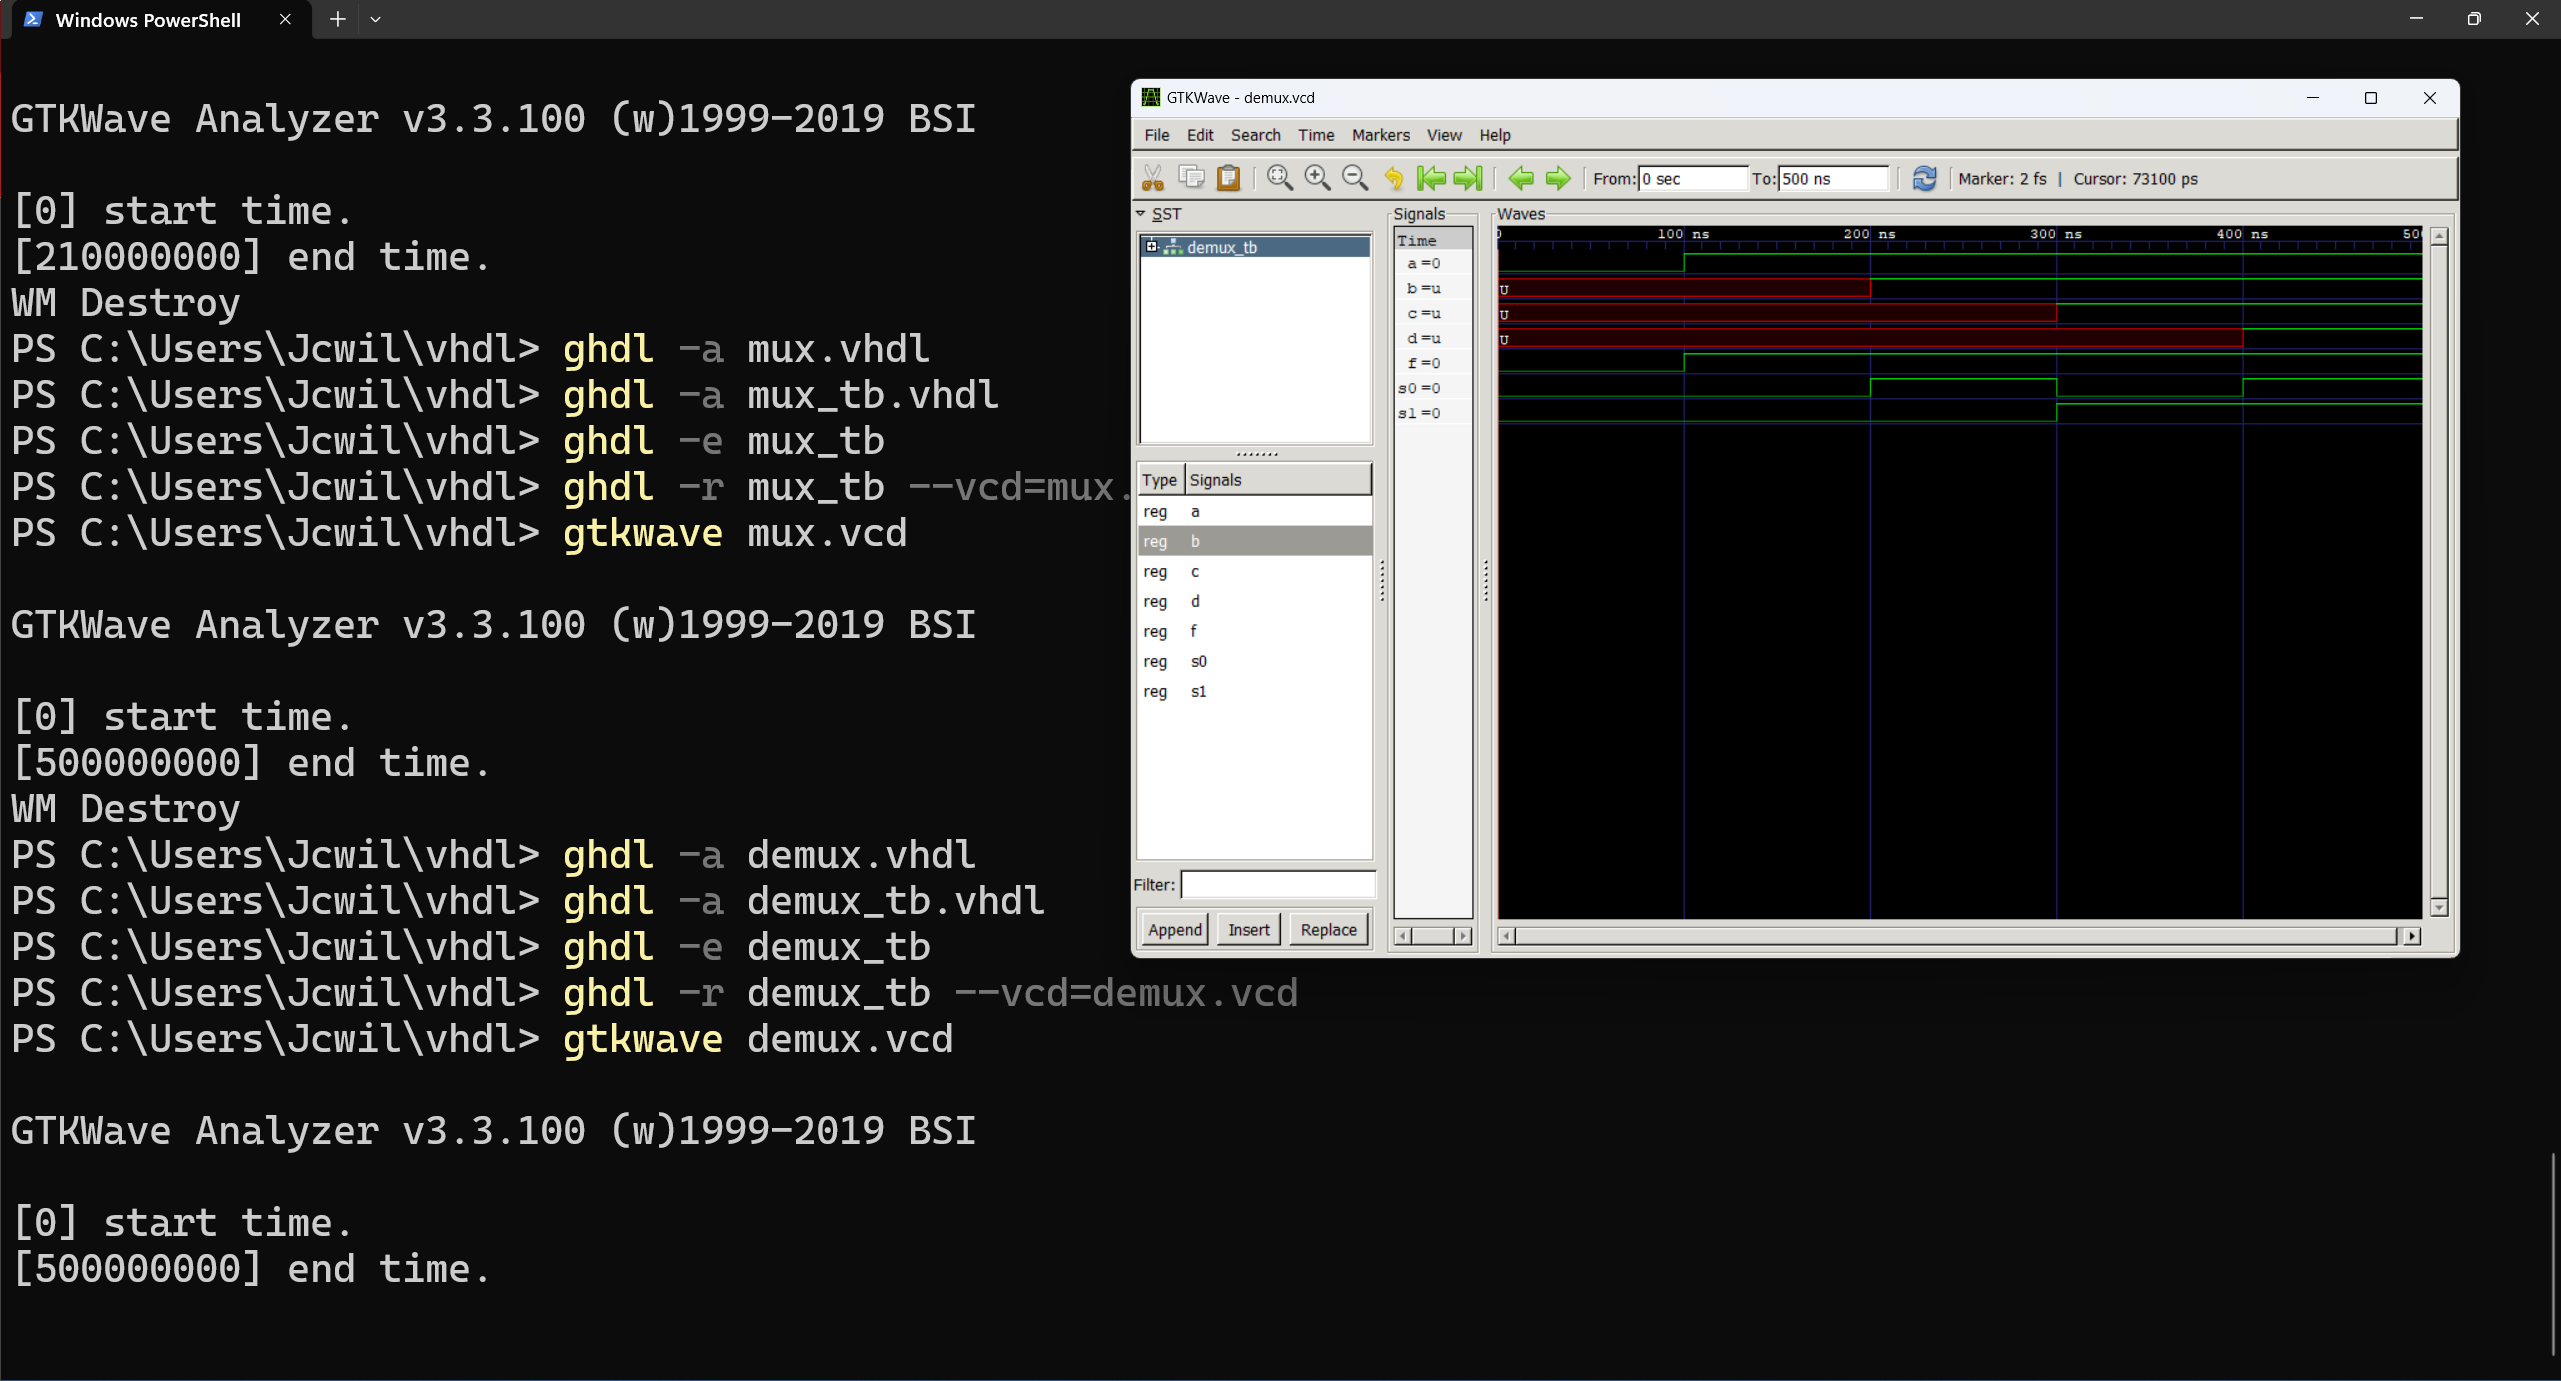 Windows PowerShell
GTKWave Analyzer v3.3.100 (w)1999-2019 BSI
[0] start time.
[210000000] end time.
WM Destroy
PS C:\Users\Jcwil\vhdl> ghdl -a mux.vhdl
PS C:\Users\Jcwil\vhdl> ghdl -a mux_tb.vhdl
PS C:\Users\Jcwil\vhdl> ghdl -e mux_tb
PS C:\Users\Jcwil\vhdl> ghdl -r mux_tb --vcd=mux.
PS C:\Users\Jcwil\vhdl> gtkwave mux.vcd
GTKWave Analyzer v3.3.100 (w)1999-2019 BSI
[0] start time.
[500000000] end time.
WM Destroy
PS C:\Users\Jcwil\vhdl> ghdl -a demux.vhdl
PS C:\Users\Jcwil\vhdl> ghdl -a demux_tb.vhdl
PS C:\Users\Jcwil\vhdl> ghdl -e demux_tb
PS C:\Users\Jcwil\vhdl> ghdl -r demux_tb --vcd=demux.vcd
PS C:\Users\Jcwil\vhdl> gtkwave demux.vcd
GTKWave Analyzer v3.3.100 (w)1999-2019 BSI
[0] start time.
[500000000] end time.
GTKWave - demux.vcd
File Edit Search Time Markers View Help
From: 0 sec To: 500 ns Marker: 2 fs | Cursor: 73100 ps
SST
demux_tb
Type Signals
reg a
reg b
reg c
reg d
reg f
reg s0
reg s1
Filter:
Append Insert Replace
Signals
Time
a=0
b=u
c=u
d=u
f=0
s0=0
s1=0
Waves
100 ns 200 ns 300 ns 400 ns
U
U
U